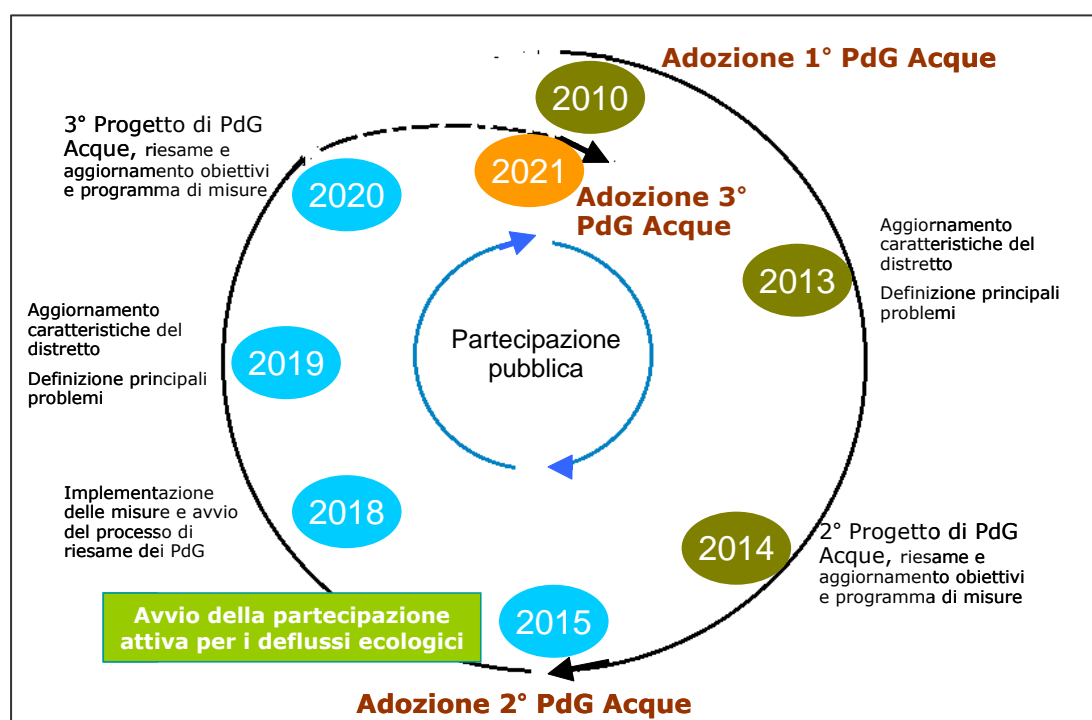 Adozione 1° PdG Acque
2010
3° Progetto di PdG
Acque, riesame e
aggiornamento obiettivi
e programma di misure
2020
2021
Adozione 3°
PdG Acque
Aggiornamento
caratteristiche del
distretto
Definizione principali
problemi
2013
Aggiornamento
caratteristiche del
distretto
Definizione principali
problemi
2019
Partecipazione
pubblica
Implementazione
delle misure e avvio
del processo di
riesame dei PdG
2018
2014
2° Progetto di PdG
Acque, riesame e
aggiornamento obiettivi
e programma di misure
Avvio della partecipazione
attiva per i deflussi ecologici
2015
Adozione 2° PdG Acque